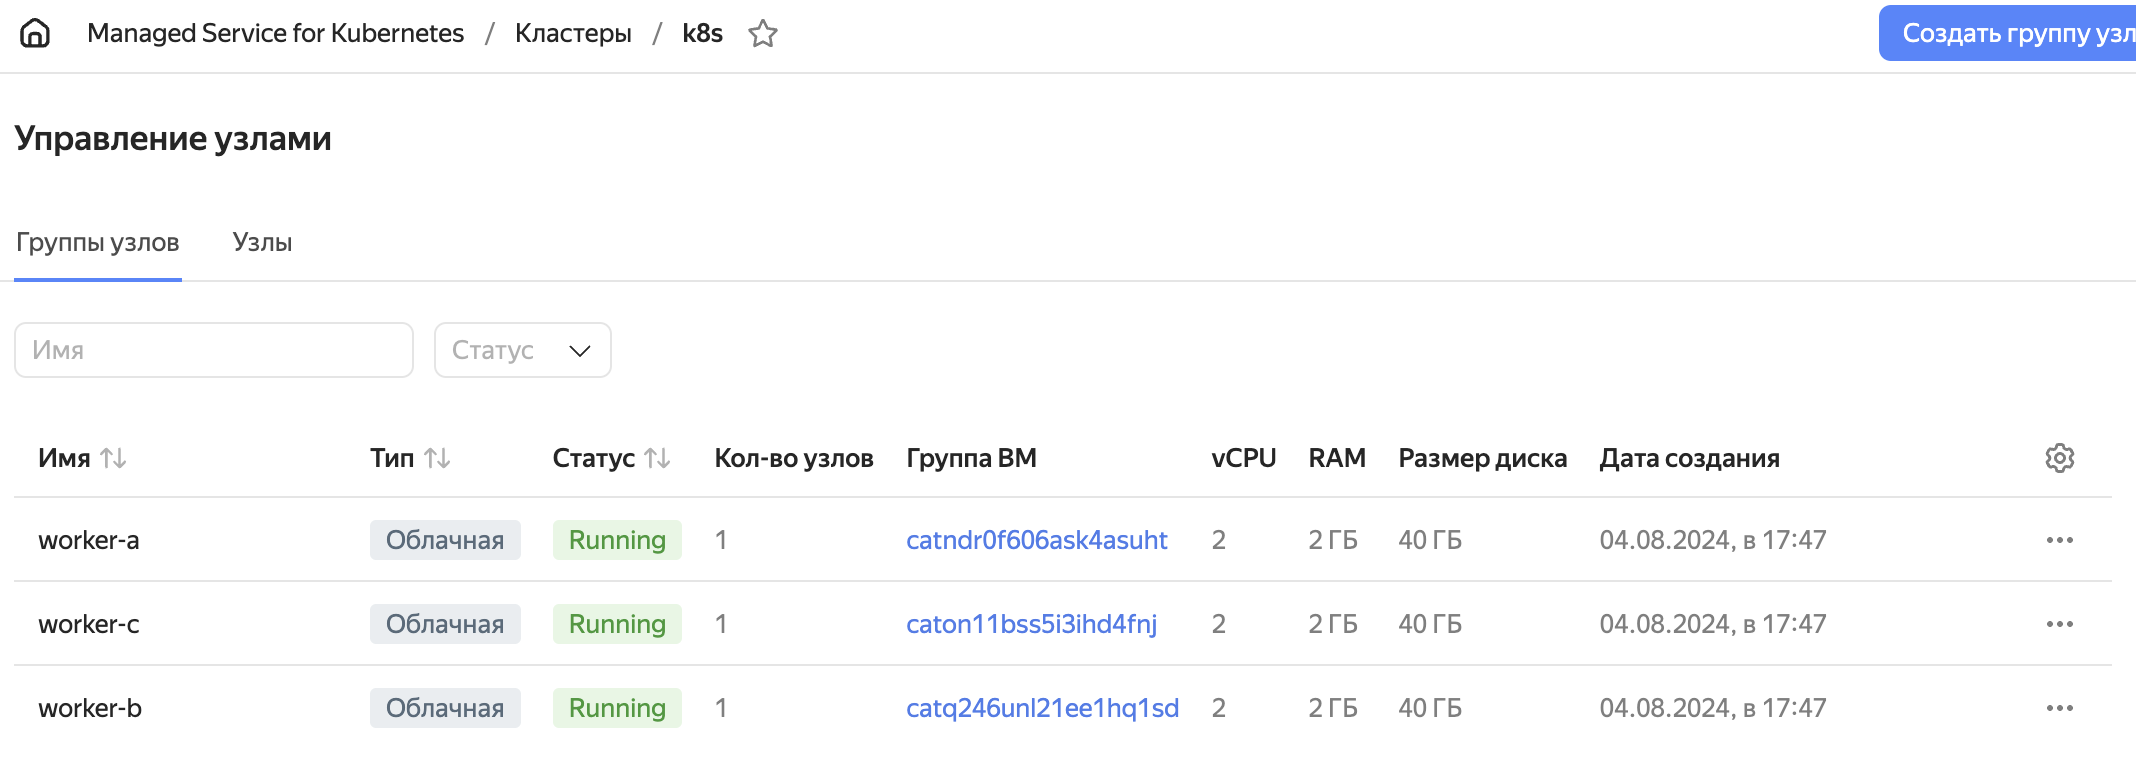 Managed Service for Kubernetes / Кластеры / k8s
Создать группу узл
Управление узлами
Группы узлов Узлы
Имя Статус
Имя Тип Статус Кол-во узлов Группа ВМ vCPU RAM Размер диска Дата создания
worker-a Облачная Running 1 catndr0f606ask4asuht 2 2 ГБ 40 ГБ 04.08.2024, в 17:47
worker-c Облачная Running 1 caton11bss5i3ihd4fnj 2 2 ГБ 40 ГБ 04.08.2024, в 17:47
worker-b Облачная Running 1 catq246unl21ee1hq1sd 2 2 ГБ 40 ГБ 04.08.2024, в 17:47